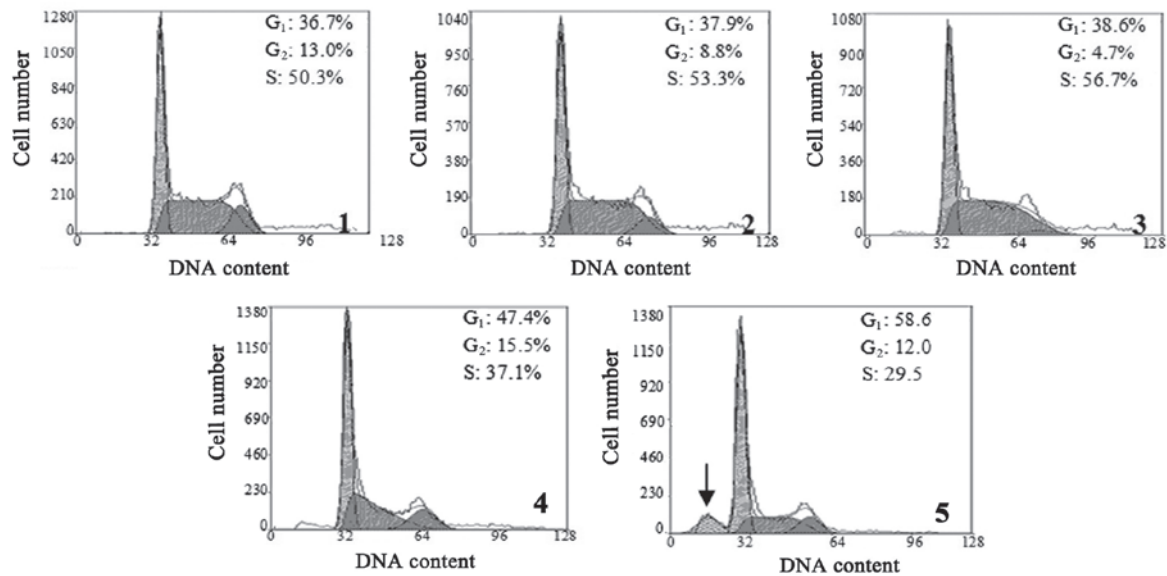 1280
1050
840
630
420
210
0
Cell number
G₁: 36.7%
G₂: 13.0%
S: 50.3%
1
0 32 64 96 128
DNA content
1040
940
760
570
380
190
0
Cell number
G₁: 37.9%
G₂: 8.8%
S: 53.3%
2
0 32 64 96 128
DNA content
1080
900
720
540
360
180
0
Cell number
G₁: 38.6%
G₂: 4.7%
S: 56.7%
3
0 32 64 96 128
DNA content
1380
1150
920
690
460
230
0
Cell number
G₁: 47.4%
G₂: 15.5%
S: 37.1%
4
0 32 64 96 128
DNA content
1380
1150
920
690
460
230
0
Cell number
G₁: 58.6
G₂: 12.0
S: 29.5
5
0 32 64 96 128
DNA content